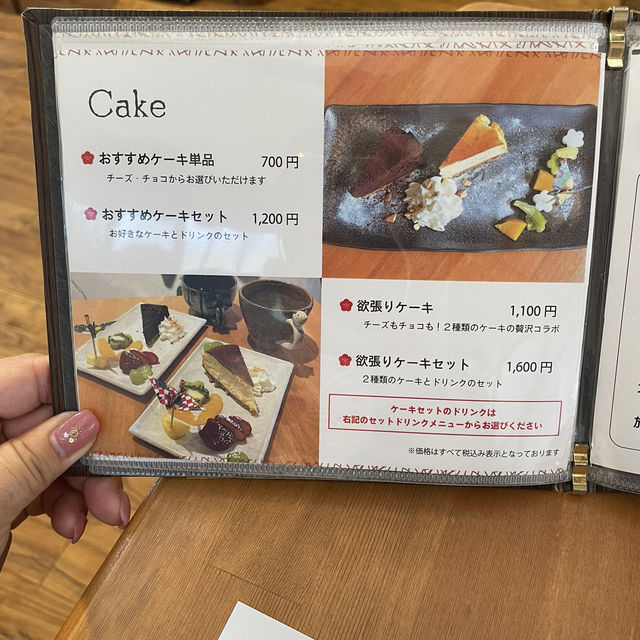 Cake
おすすめケーキ単品 700円
チーズ・チョコからお選びいただけます
おすすめケーキセット 1,200円
お好きなケーキとドリンクのセット
欲張りケーキ 1,100円
チーズもチョコも！２種類のケーキの贅沢コラボ
欲張りケーキセット 1,600円
２種類のケーキとドリンクのセット
ケーキセットのドリンクは
右記のセットドリンクメニューからお選びください
※価格はすべて税込み表示となっております